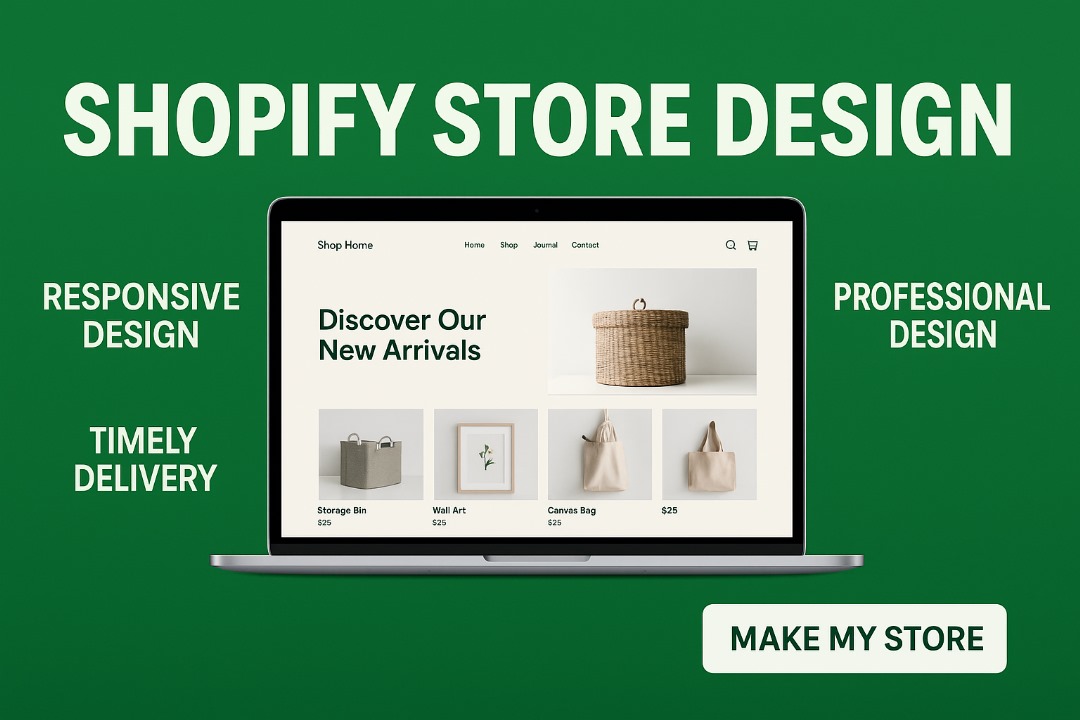 SHOPIFY STORE DESIGN
RESPONSIVE
DESIGN
TIMELY
DELIVERY
Shop Home
Home
Shop
Journal
Contact
Discover Our
New Arrivals
Storage Bin
$25
Wall Art
$25
Canvas Bag
$25
$25
PROFESSIONAL
DESIGN
MAKE MY STORE